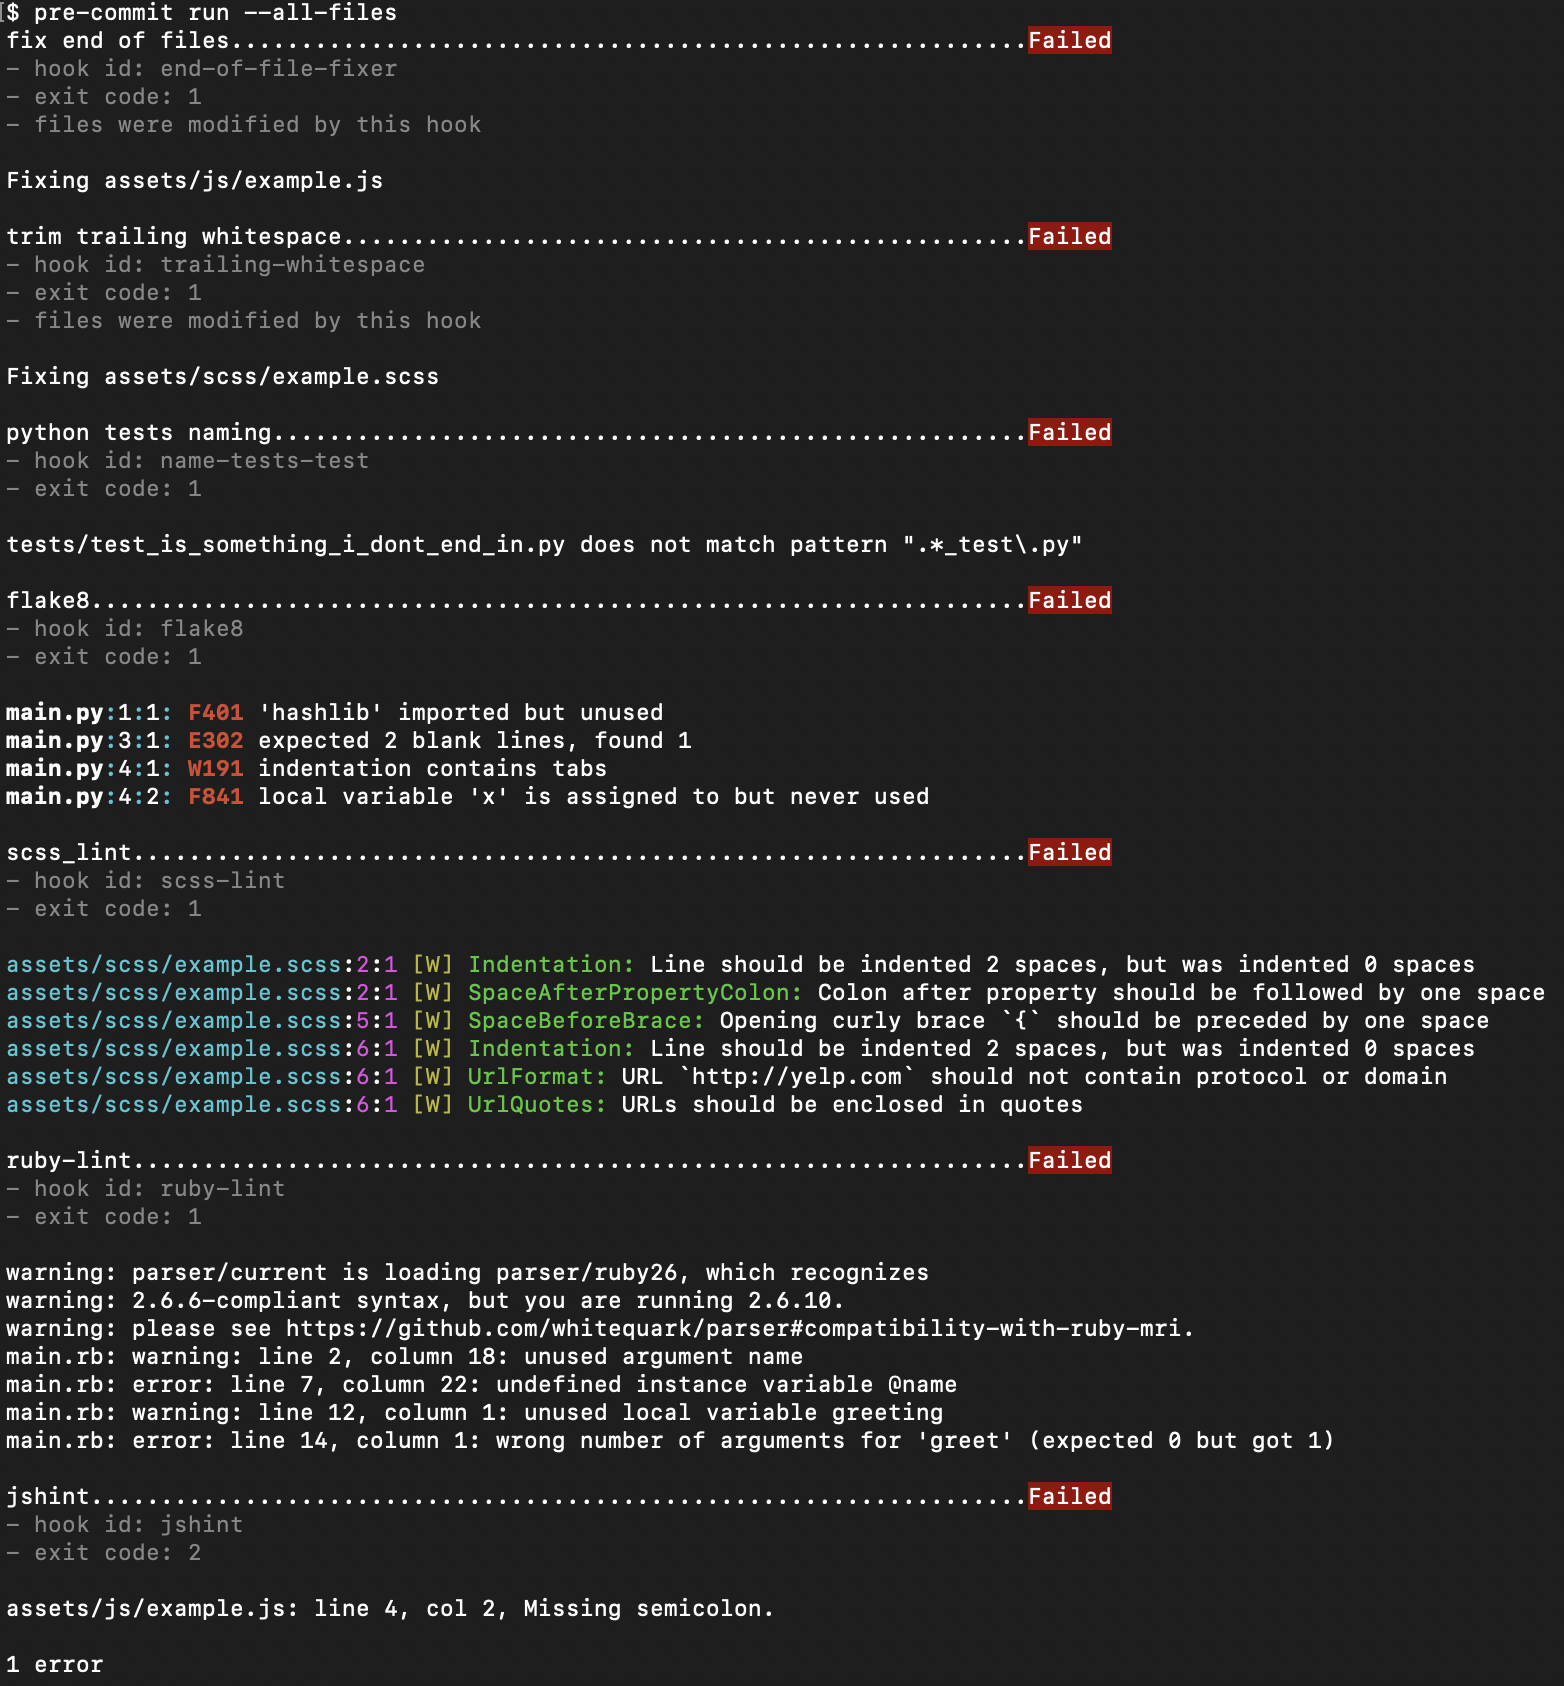 [$ pre-commit run --all-files
fix end of files.........................................................Failed
- hook id: end-of-file-fixer
- exit code: 1
- files were modified by this hook

Fixing assets/js/example.js

trim trailing whitespace.................................................Failed
- hook id: trailing-whitespace
- exit code: 1
- files were modified by this hook

Fixing assets/scss/example.scss

python tests naming......................................................Failed
- hook id: name-tests-test
- exit code: 1

tests/test_is_something_i_dont_end_in.py does not match pattern ".*_test\.py"

flake8...................................................................Failed
- hook id: flake8
- exit code: 1

main.py:1:1: F401 'hashlib' imported but unused
main.py:3:1: E302 expected 2 blank lines, found 1
main.py:4:1: W191 indentation contains tabs
main.py:4:2: F841 local variable 'x' is assigned to but never used

scss_lint................................................................Failed
- hook id: scss-lint
- exit code: 1

assets/scss/example.scss:2:1 [W] Indentation: Line should be indented 2 spaces, but was indented 0 spaces
assets/scss/example.scss:2:1 [W] SpaceAfterPropertyColon: Colon after property should be followed by one space
assets/scss/example.scss:5:1 [W] SpaceBeforeBrace: Opening curly brace `{` should be preceded by one space
assets/scss/example.scss:6:1 [W] Indentation: Line should be indented 2 spaces, but was indented 0 spaces
assets/scss/example.scss:6:1 [W] UrlFormat: URL `http://yelp.com` should not contain protocol or domain
assets/scss/example.scss:6:1 [W] UrlQuotes: URLs should be enclosed in quotes

ruby-lint................................................................Failed
- hook id: ruby-lint
- exit code: 1

warning: parser/current is loading parser/ruby26, which recognizes
warning: 2.6.6-compliant syntax, but you are running 2.6.10.
warning: please see https://github.com/whitequark/parser#compatibility-with-ruby-mri.
main.rb: warning: line 2, column 18: unused argument name
main.rb: error: line 7, column 22: undefined instance variable @name
main.rb: warning: line 12, column 1: unused local variable greeting
main.rb: error: line 14, column 1: wrong number of arguments for 'greet' (expected 0 but got 1)

jshint...................................................................Failed
- hook id: jshint
- exit code: 2

assets/js/example.js: line 4, col 2, Missing semicolon.

1 error